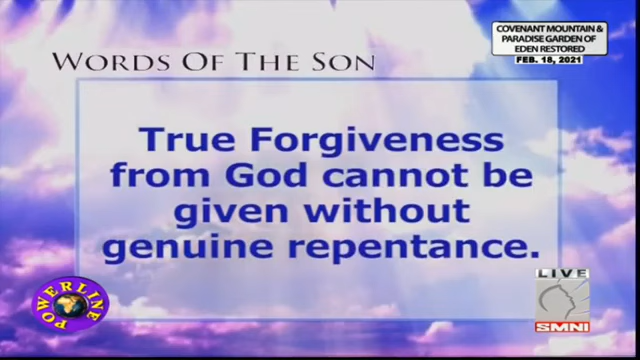 COVENANT MOUNTAIN &
PARADISE GARDEN OF
EDEN RESTORED
FEB. 18, 2021
WORDS OF THE SON
True Forgiveness
from God cannot be
given without
genuine repentance.
POWERLINE
LIVE
SMNI